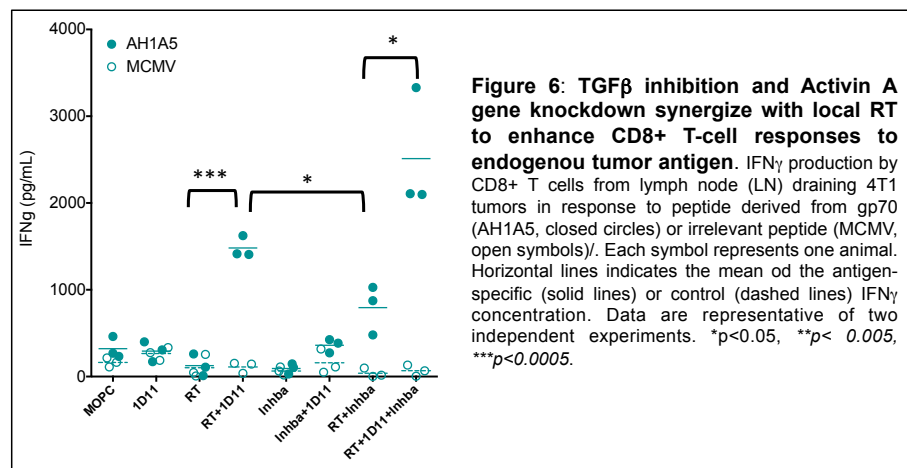 4000
3000
2000
1000
0
IFNg (pg/mL)
AH1A5
MCMV
***
*
*
MOPC
1D11
RT
RT+1D11
Inhba
Inhba+1D11
RT+Inhba
RT+1D11+Inhba
Figure 6: TGFβ inhibition and Activin A
gene knockdown synergize with local RT
to enhance CD8+ T-cell responses to
endogenou tumor antigen. IFNγ production by
CD8+ T cells from lymph node (LN) draining 4T1
tumors in response to peptide derived from gp70
(AH1A5, closed circles) or irrelevant peptide (MCMV,
open symbols)/. Each symbol represents one animal.
Horizontal lines indicates the mean od the antigen-
specific (solid lines) or control (dashed lines) IFNγ
concentration. Data are representative of two
independent experiments. *p<0.05, **p< 0.005,
***p<0.0005.